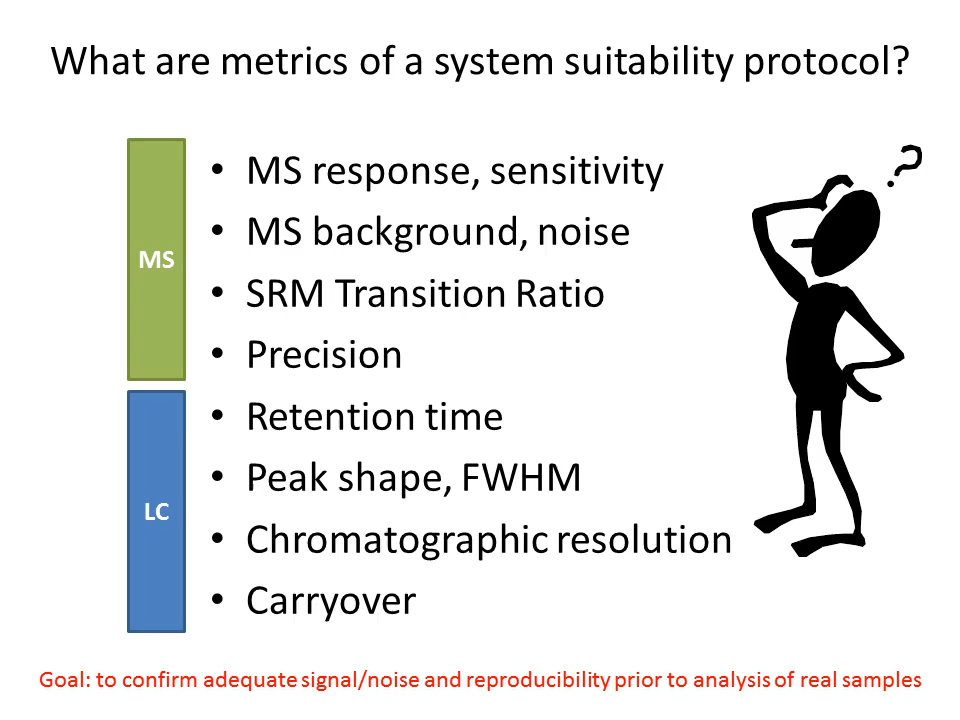 What are metrics of a system suitability protocol?
MS
• MS response, sensitivity
• MS background, noise
• SRM Transition Ratio
• Precision
LC
• Retention time
• Peak shape, FWHM
• Chromatographic resolution
• Carryover
?
Goal: to confirm adequate signal/noise and reproducibility prior to analysis of real samples